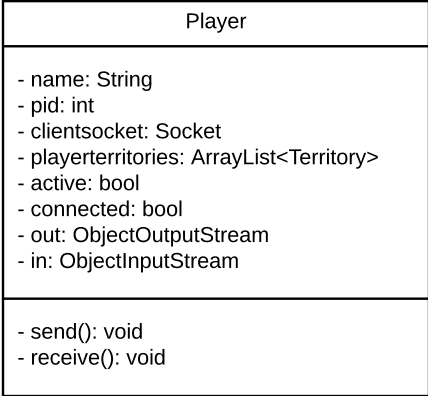 Player
- name: String
- pid: int
- clientsocket: Socket
- playerterritories: ArrayList<Territory>
- active: bool
- connected: bool
- out: ObjectOutputStream
- in: ObjectInputStream
- send(): void
- receive(): void